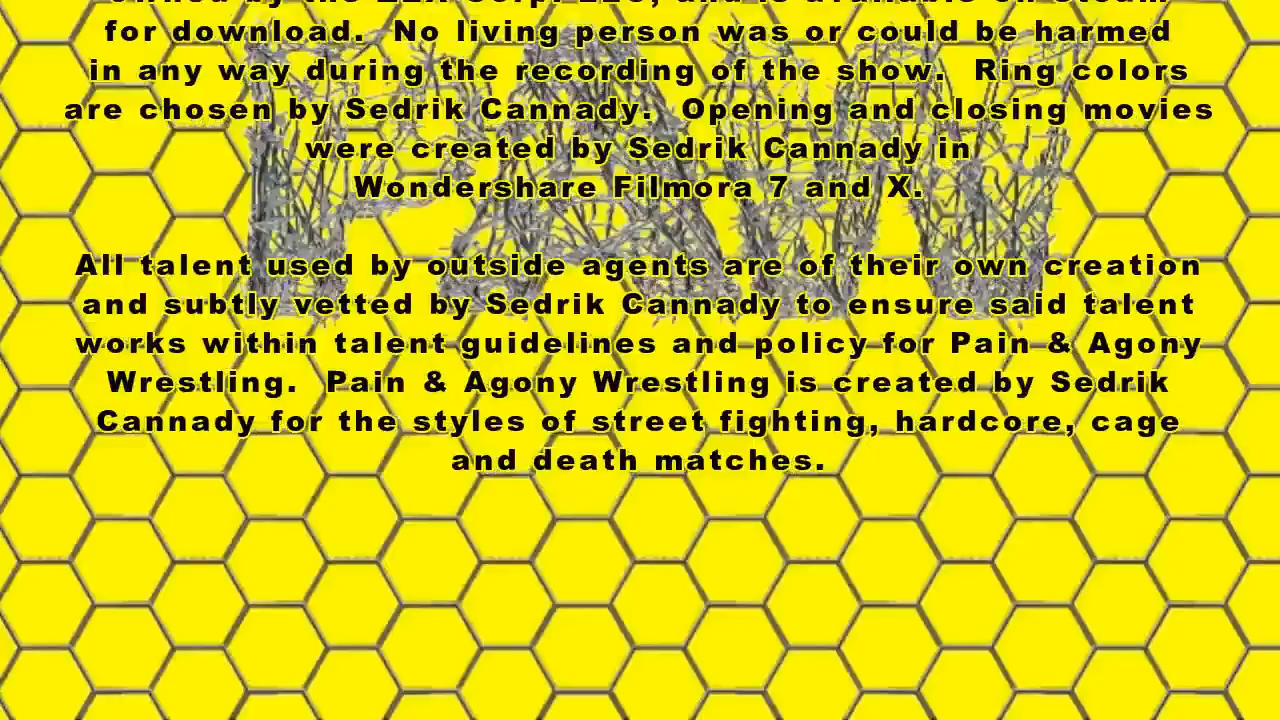 for download. No living person was or could be harmed
in any way during the recording of the show. Ring colors
are chosen by Sedrik Cannady. Opening and closing movies
were created by Sedrik Cannady in
Wondershare Filmora 7 and X.
All talent used by outside agents are of their own creation
and subtly vetted by Sedrik Cannady to ensure said talent
works within talent guidelines and policy for Pain & Agony
Wrestling. Pain & Agony Wrestling is created by Sedrik
Cannady for the styles of street fighting, hardcore, cage
and death matches.